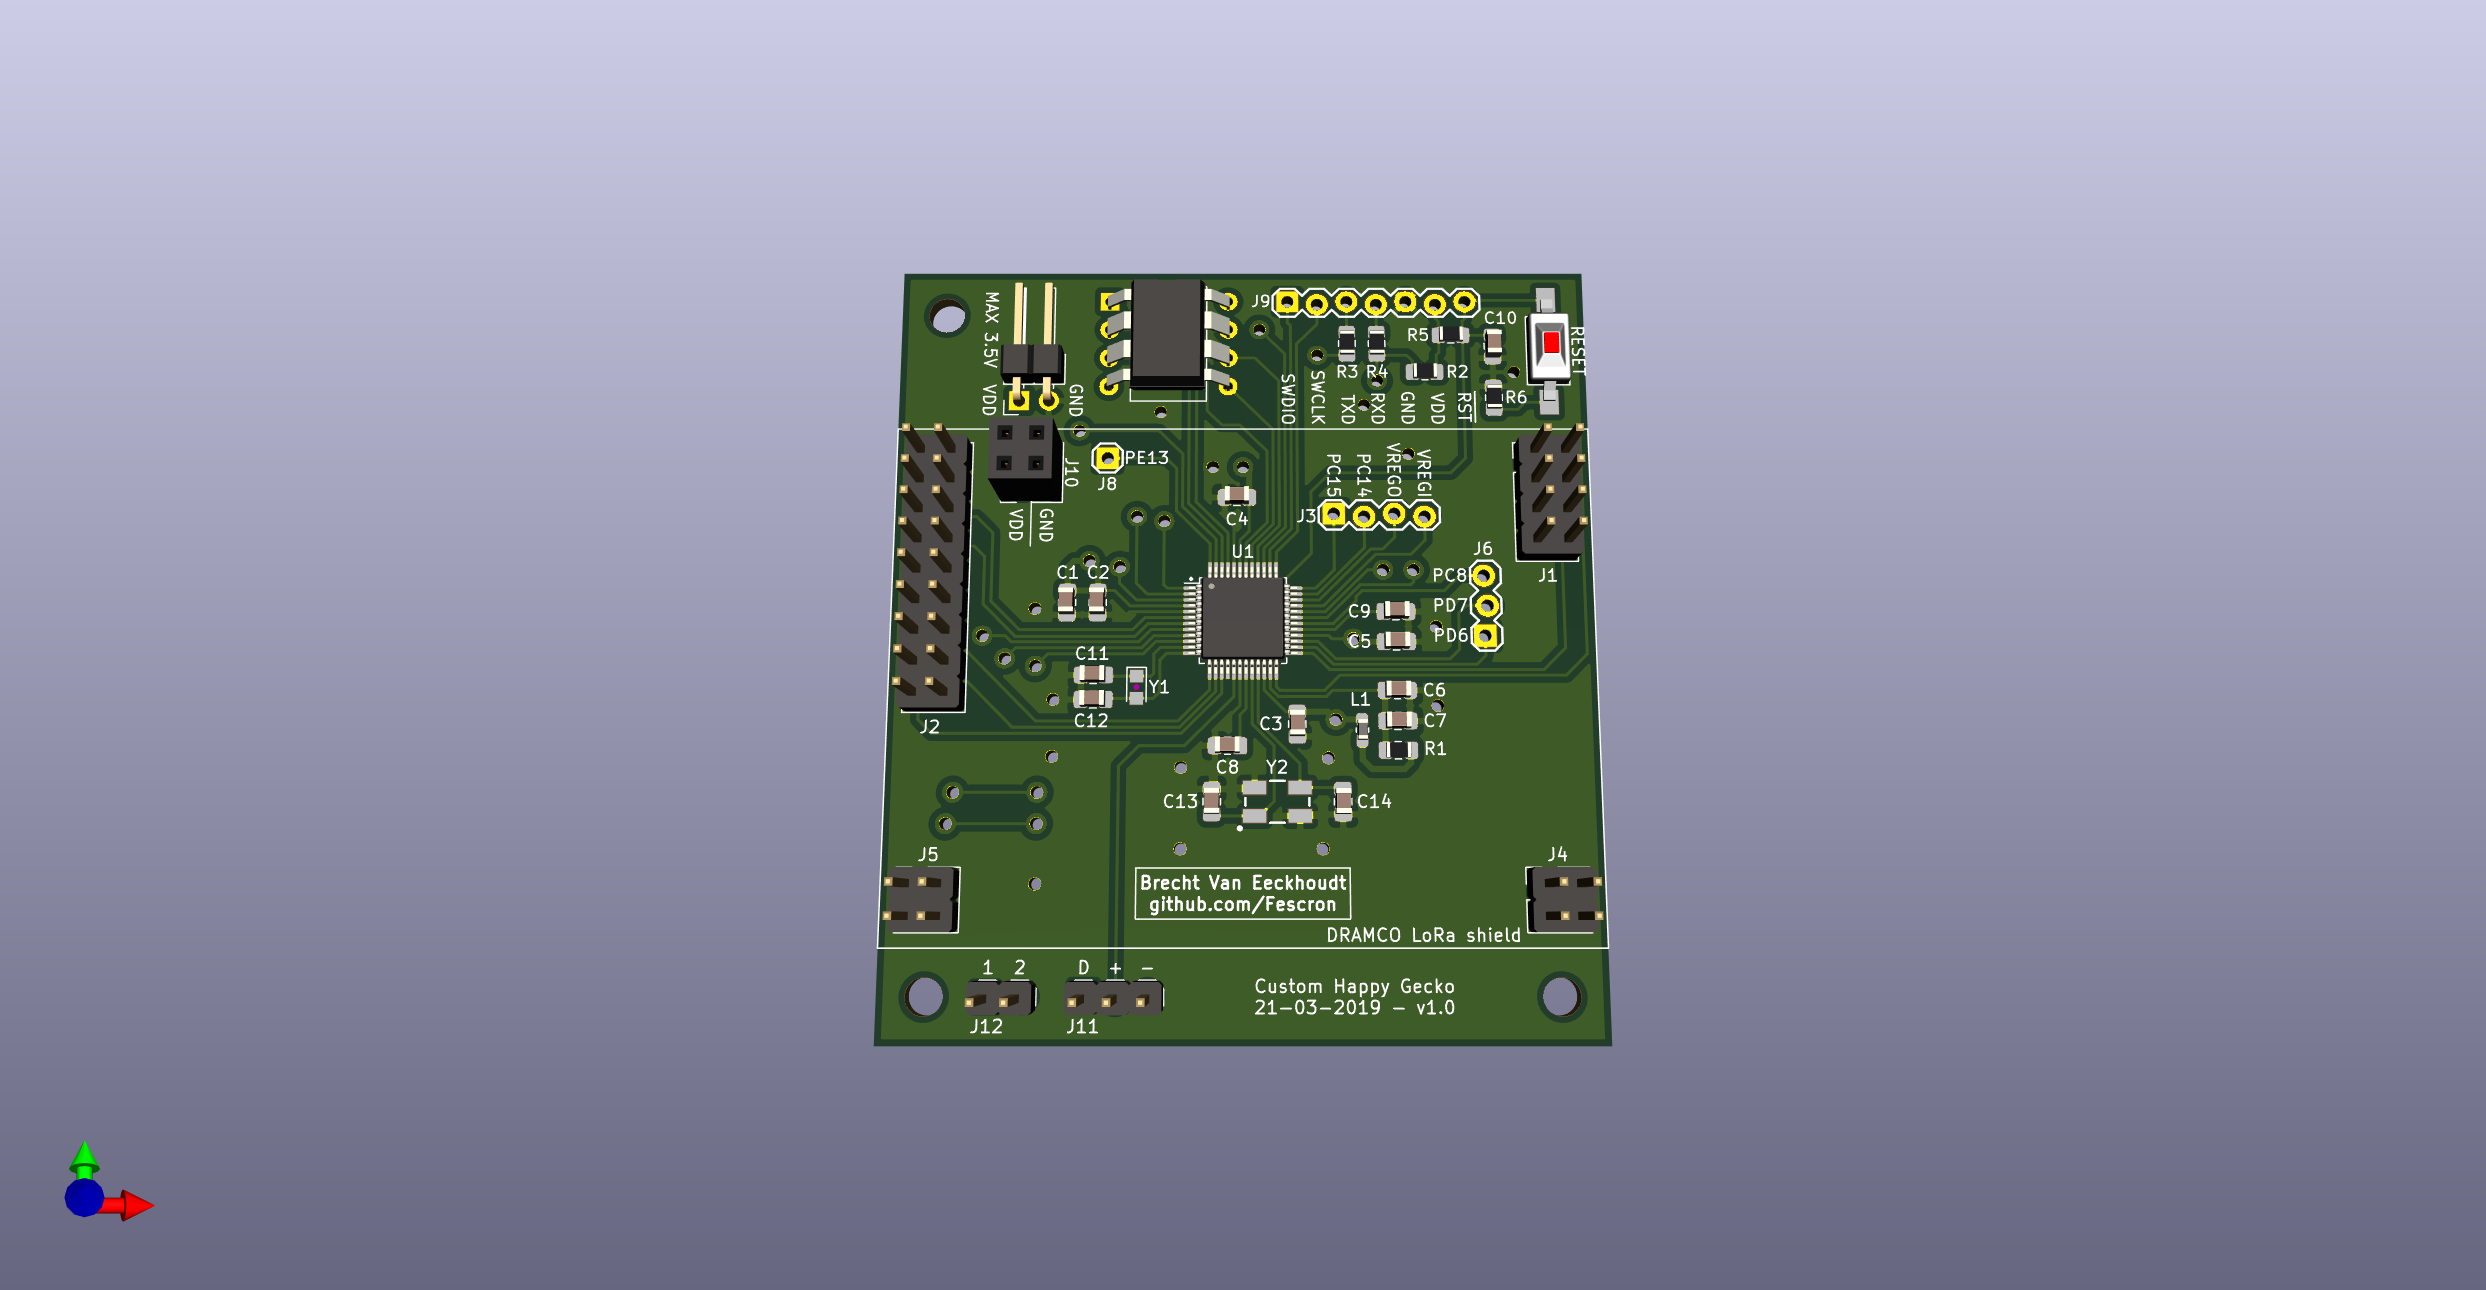 MAX 3.5V
VDD
GND
J9
SWDIO
SWCLK
TXD
RXD
GND
VDD
RST
R3
R4
R5
R2
C10
R6
RESET
J10
VDD
GND
PE13
J8
C4
PC15
PC14
VREGO
VREGI
J3
U1
J1
J6
PC8
PD7
PD6
C1
C2
C9
C5
C11
C12
Y1
J2
C6
C7
L1
R1
C3
C8
Y2
C13
C14
J5
J4
Brecht Van Eeckhoudt
github.com/Fescron
DRAMCO LoRa shield
1 2
D + -
J12
J11
Custom Happy Gecko
21-03-2019 - v1.0